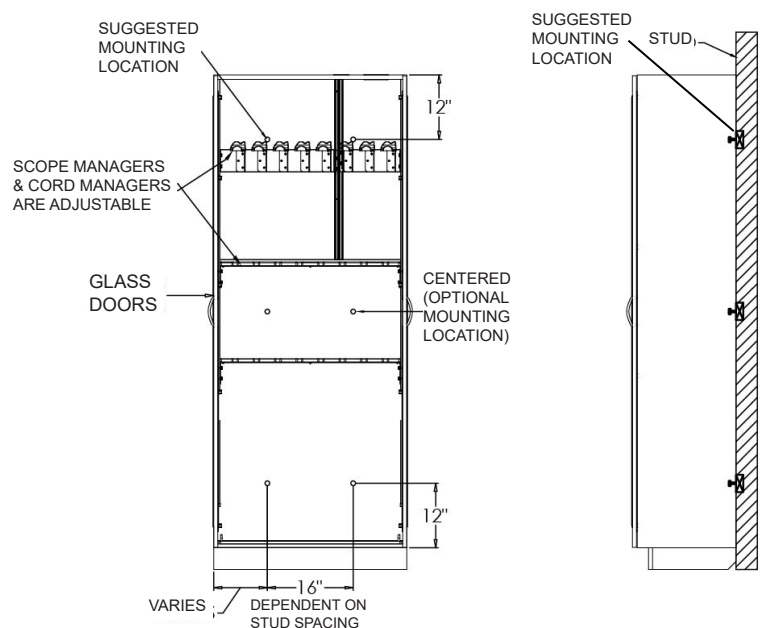 SUGGESTED
MOUNTING
LOCATION
12"
SCOPE MANAGERS
& CORD MANAGERS
ARE ADJUSTABLE
GLASS
DOORS
CENTERED
(OPTIONAL
MOUNTING
LOCATION)
12"
16"
VARIES
DEPENDENT ON
STUD SPACING
SUGGESTED
MOUNTING
LOCATION
STUD